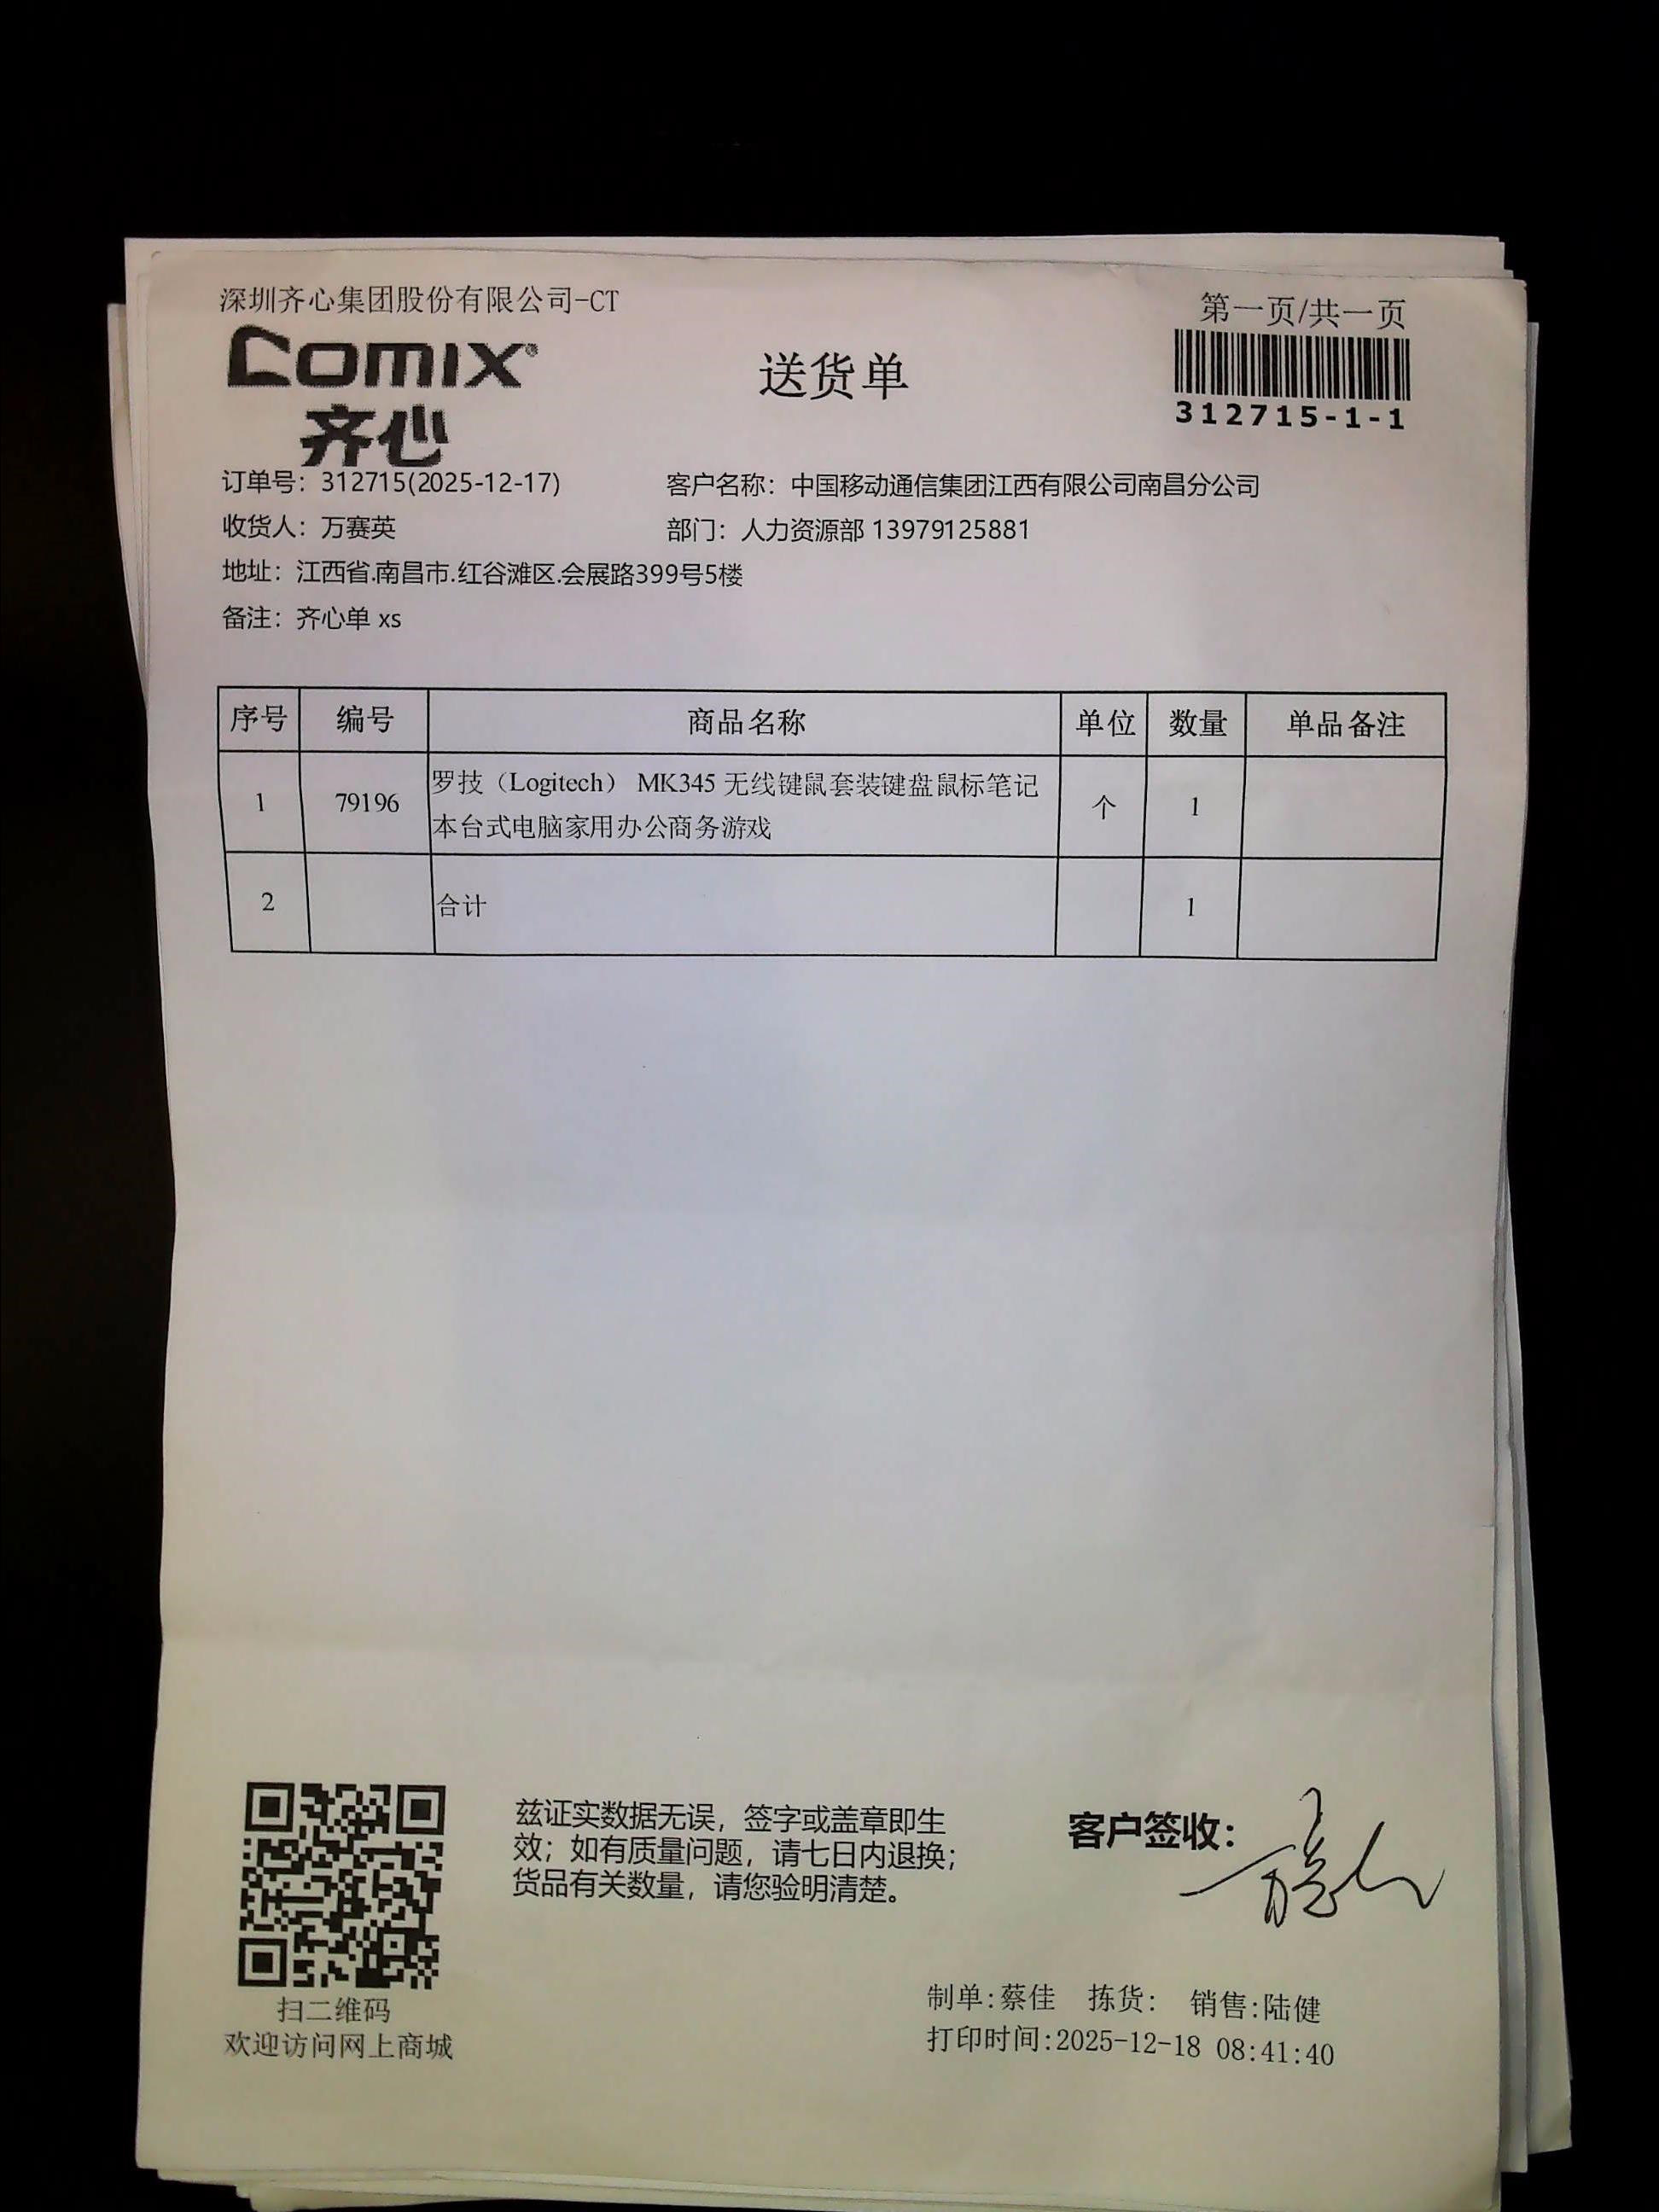 深圳齐心集团股份有限公司-CT
第一页/共一页
COMIX®
齐心
送货单
312715-1-1
订单号：312715(2025-12-17)
客户名称：中国移动通信集团江西有限公司南昌分公司
收货人：万赛英
部门：人力资源部 13979125881
地址：江西省.南昌市.红谷滩区.会展路399号5楼
备注：齐心单 xs
序号 编号 商品名称 单位 数量 单品备注
1 79196 罗技（Logitech） MK345 无线键鼠套装键盘鼠标笔记 个 1
本台式电脑家用办公商务游戏
2 合计 1
兹证实数据无误，签字或盖章即生
效；如有质量问题，请七日内退换；
货品有关数量，请您验明清楚。
客户签收：
扫二维码
欢迎访问网上商城
制单:蔡佳 拣货: 销售:陆健
打印时间:2025-12-18 08:41:40